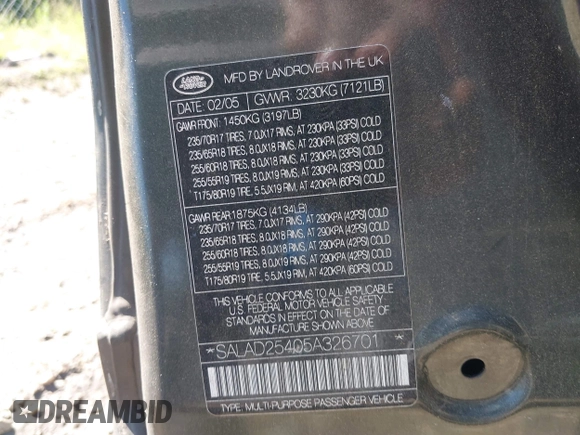 LAND
ROVER
MFD BY LANDROVER IN THE UK
DATE: 02/05 GVWR: 3230KG (7121LB)
GAWR FRONT: 1450KG (3197LB)
235/70R17 TIRES, 7.0JX17 RIMS, AT 230KPA (33PSI) COLD
235/65R18 TIRES, 8.0JX18 RIMS, AT 230KPA (33PSI) COLD
255/60R18 TIRES, 8.0JX18 RIMS, AT 230KPA (33PSI) COLD
255/55R19 TIRES, 8.0JX19 RIMS, AT 230KPA (33PSI) COLD
T175/80R19 TIRE, 5.5JX19 RIM, AT 420KPA (60PSI) COLD
GAWR REAR 1875KG (4134LB)
235/70R17 TIRES, 7.0JX17 RIMS, AT 290KPA (42PSI) COLD
235/65R18 TIRES, 8.0JX18 RIMS, AT 290KPA (42PSI) COLD
255/60R18 TIRES, 8.0JX18 RIMS, AT 290KPA (42PSI) COLD
255/55R19 TIRES, 8.0JX19 RIMS, AT 290KPA (42PSI) COLD
T175/80R19 TIRE, 5.5JX19 RIM, AT 420KPA (60PSI) COLD
THIS VEHICLE CONFORMS TO ALL APPLICABLE
U.S. FEDERAL MOTOR VEHICLE SAFETY
STANDARDS IN EFFECT ON THE DATE OF
MANUFACTURE SHOWN ABOVE.
*SALAD25405A326701 *
TYPE: MULTI-PURPOSE PASSENGER VEHICLE
DREAMBID